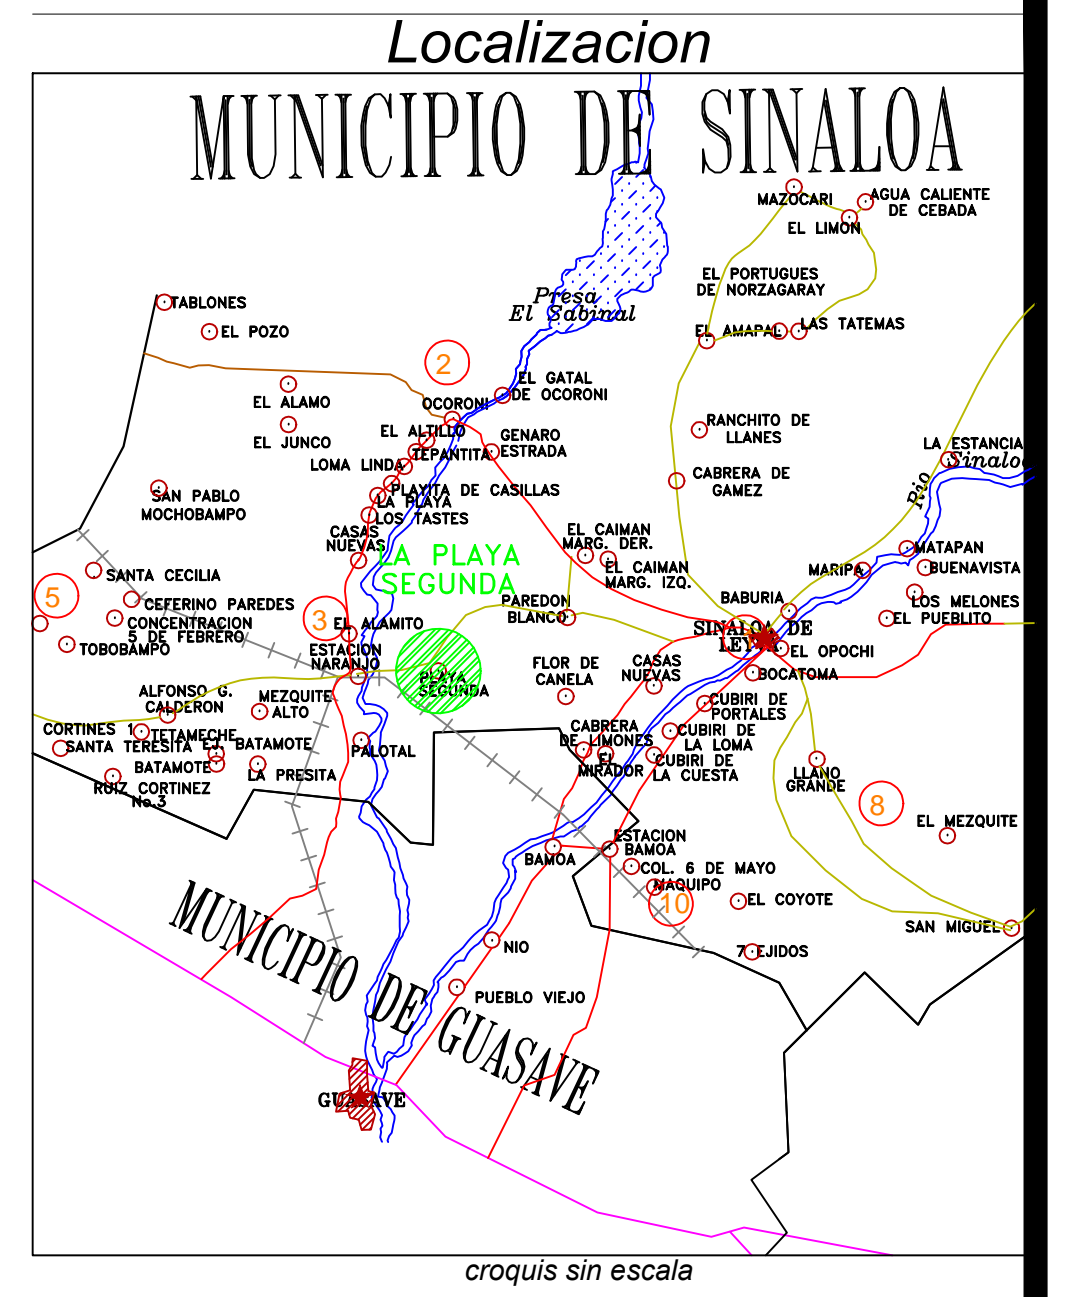 Localizacion
MUNICIPIO DE SINALOA
MAZOCARI
AGUA CALIENTE
DE CEBADA
EL LIMON
EL PORTUGUES
DE NORZAGARAY
Presa
El Sabinal
TABLONES
EL POZO
EL AMAPAL
LAS TATEMAS
2
EL GATAL
DE OCORONI
EL ALAMO
OCORONI
EL JUNCO
EL ALTILLO
GENARO
ESTRADA
TEPANTITA
LOMA LINDA
RANCHITO DE
LLANES
LA ESTANCIA
Rio
Sinaloa
CABRERA DE
GAMEZ
SAN PABLO
MOCHOBAMPO
PLAYITA DE CASILLAS
LA PLAYA
LOS TASTES
CASAS
NUEVAS
EL CAIMAN
MARG. DER.
EL CAIMAN
MARG. IZQ.
LA PLAYA
SEGUNDA
MATAPAN
MARIPA
BUENAVISTA
SANTA CECILIA
5
CEFERINO PAREDES
CONCENTRACION
5 DE FEBRERO
TOBOBAMPO
3
EL ALAMITO
PAREDON
BLANCO
BABURIA
LOS MELONES
EL PUEBLITO
SINALOA DE
LEYVA
EL OPOCHI
ESTACION
NARANJO
PLAYA
SEGUNDA
FLOR DE
CANELA
CASAS
NUEVAS
BOCATOMA
ALFONSO G.
CALDERON
MEZQUITE
ALTO
CUBIRI DE
PORTALES
CORTINES 1
TETAMECHE
SANTA TERESITA EJ.
BATAMOTE
BATAMOTE
PALOTAL
CABRERA
DE LIMONES
EL
MIRADOR
CUBIRI DE
LA LOMA
CUBIRI DE
LA CUESTA
LA PRESITA
RUIZ CORTINEZ
No.3
LLANO
GRANDE
8
EL MEZQUITE
BAMOA
ESTACION
BAMOA
COL. 6 DE MAYO
MAQUIPO
10
EL COYOTE
SAN MIGUEL
NIO
7 EJIDOS
PUEBLO VIEJO
MUNICIPIO DE GUASAVE
GUASAVE
croquis sin escala